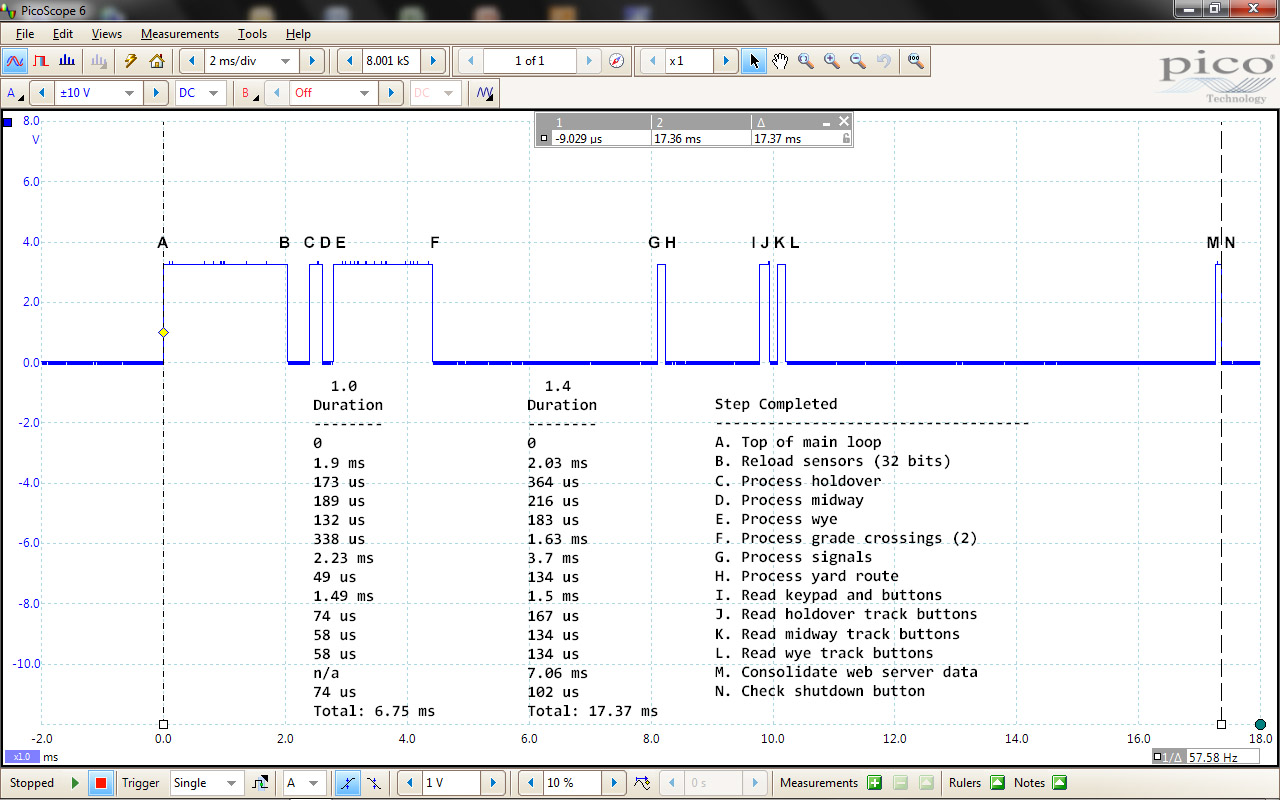 PicoScope 6
File Edit Views Measurements Tools Help
2 ms/div 8.001 kS 1 of 1 x 1
pico
Technology
A ±10 V DC B Off DC
1 2 Δ
-9.029 µs 17.36 ms 17.37 ms
8.0
V
6.0
4.0
2.0
0.0
-2.0
-4.0
-6.0
-8.0
-10.0
A B C D E F G H I J K L M N
1.0 1.4
Duration Duration Step Completed
-------- -------- ------------------------------------
0 0 A. Top of main loop
1.9 ms 2.03 ms B. Reload sensors (32 bits)
173 us 364 us C. Process holdover
189 us 216 us D. Process midway
132 us 183 us E. Process wye
338 us 1.63 ms F. Process grade crossings (2)
2.23 ms 3.7 ms G. Process signals
49 us 134 us H. Process yard route
1.49 ms 1.5 ms I. Read keypad and buttons
74 us 167 us J. Read holdover track buttons
58 us 134 us K. Read midway track buttons
58 us 134 us L. Read wye track buttons
n/a 7.06 ms M. Consolidate web server data
74 us 102 us N. Check shutdown button
Total: 6.75 ms Total: 17.37 ms
-2.0 0.0 2.0 4.0 6.0 8.0 10.0 12.0 14.0 16.0 18.0
x1.0 ms
1/Δ 57.58 Hz
Stopped Trigger Single A 1 V 10 % 0 s Measurements Rulers Notes